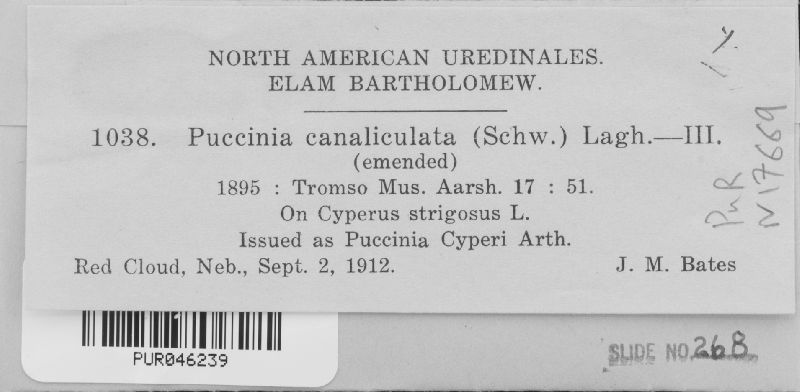 NORTH AMERICAN UREDINALES.
ELAM BARTHOLOMEW.
1038. Puccinia canaliculata (Schw.) Lagh.—III.
(emended)
1895 : Tromso Mus. Aarsh. 17 : 51.
On Cyperus strigosus L.
Issued as Puccinia Cyperi Arth.
Red Cloud, Neb., Sept. 2, 1912. J. M. Bates
PUR
N17669
PUR046239
SLIDE NO. 268